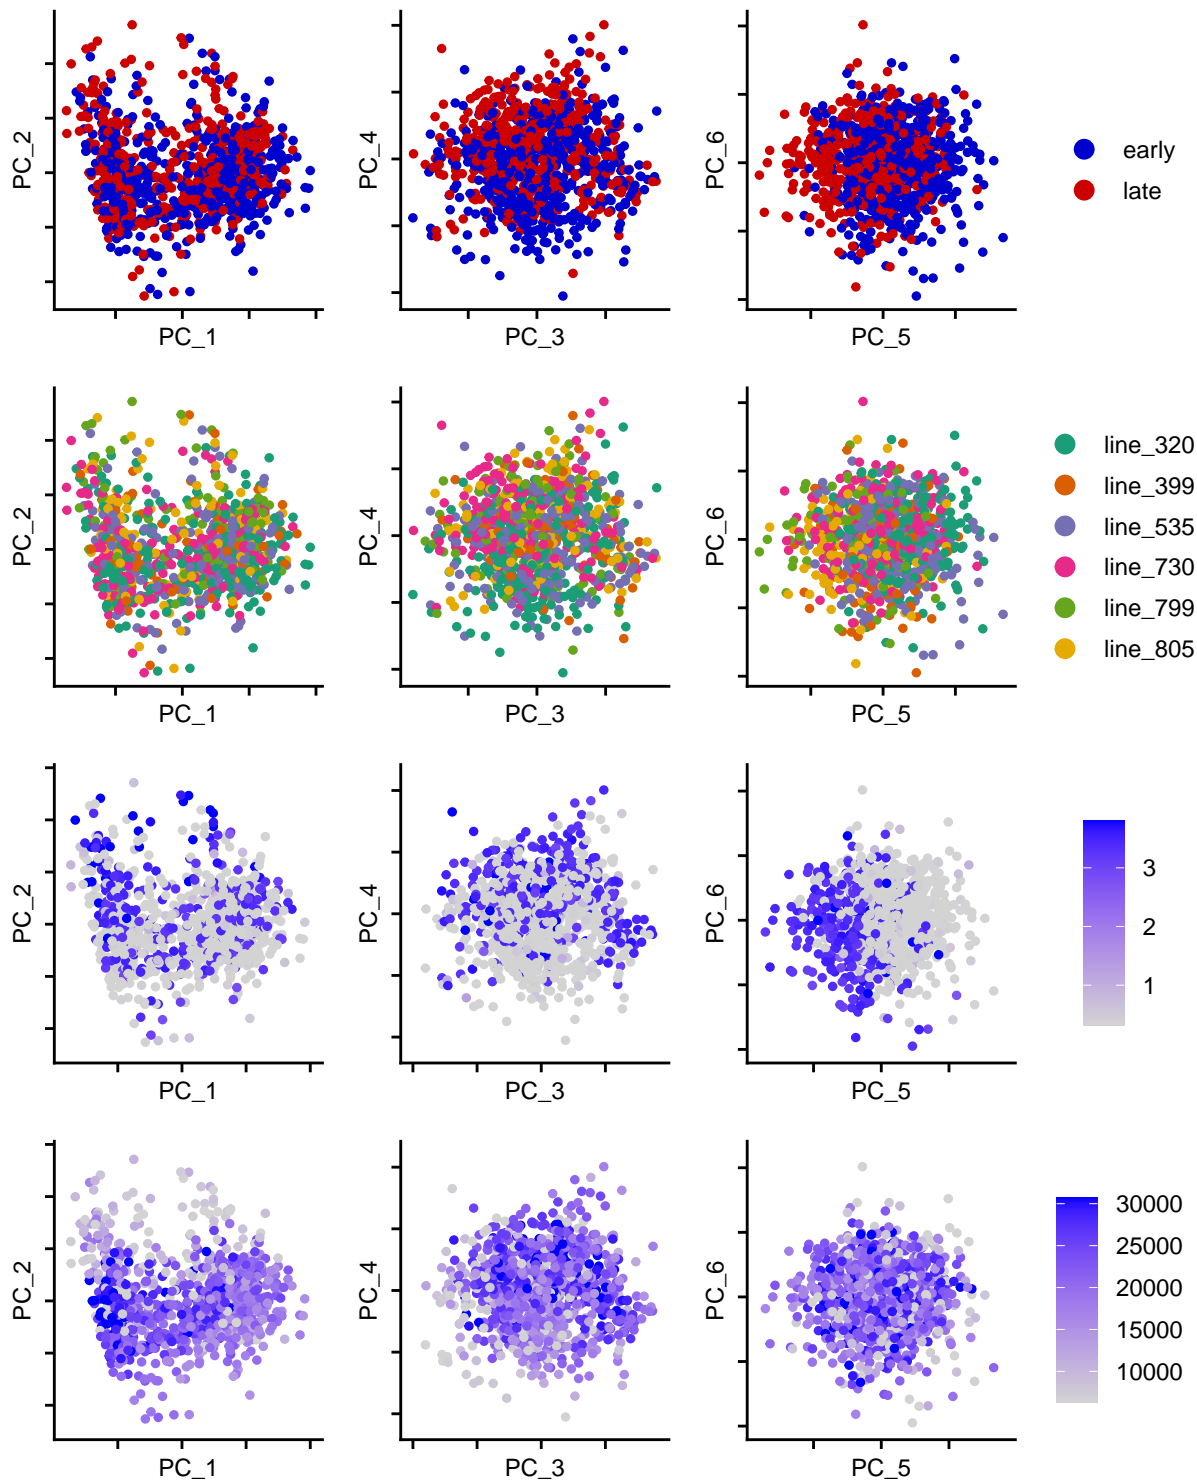 PC_2
PC_1
PC_4
PC_3
PC_6
PC_5
early
late
PC_2
PC_1
PC_4
PC_3
PC_6
PC_5
line_320
line_399
line_535
line_730
line_799
line_805
PC_2
PC_1
PC_4
PC_3
PC_6
PC_5
3
2
1
PC_2
PC_1
PC_4
PC_3
PC_6
PC_5
30000
25000
20000
15000
10000